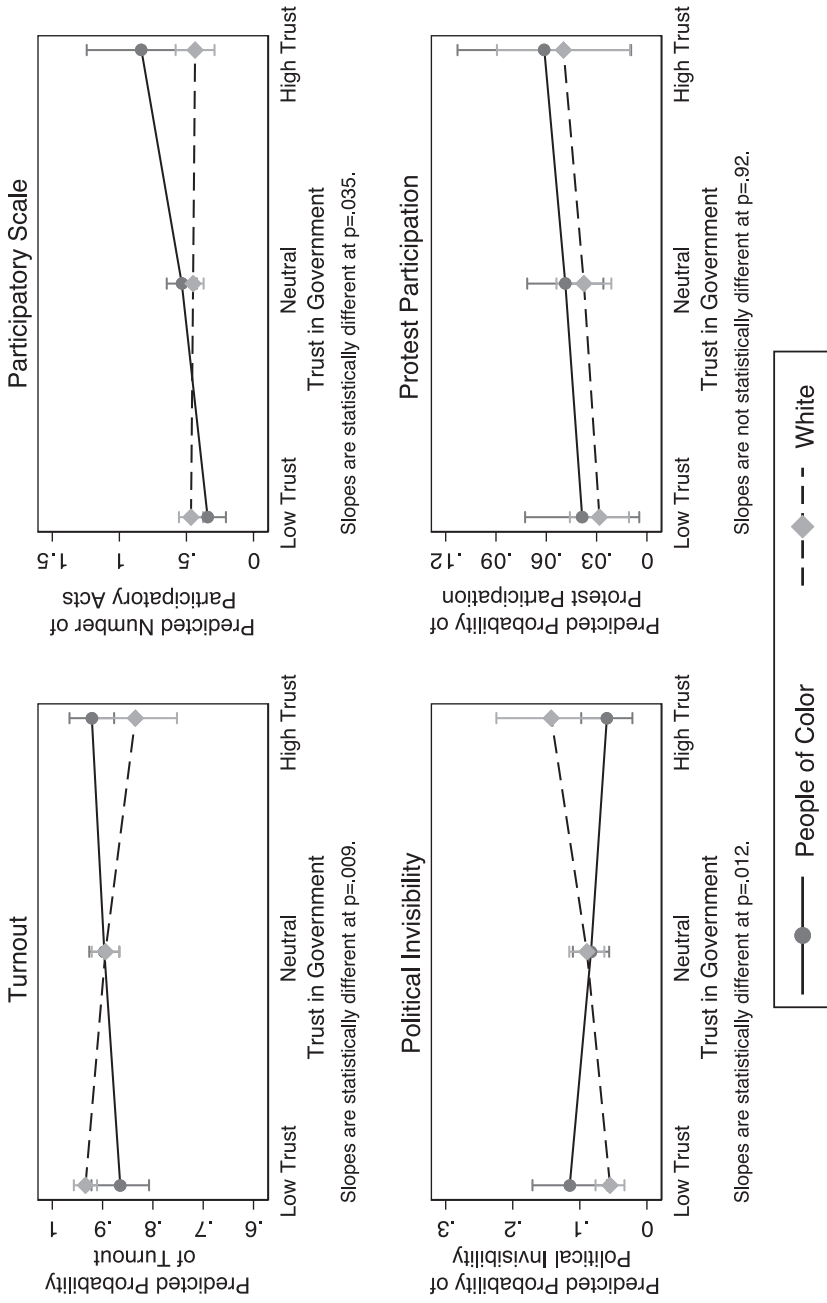 Turnout
Predicted Probability
of Turnout
1
.9
.8
.7
.6
Low Trust Neutral High Trust
Trust in Government
Slopes are statistically different at p=.009.
Participatory Scale
Predicted Number of
Participatory Acts
1.5
1
.5
0
Low Trust Neutral High Trust
Trust in Government
Slopes are statistically different at p=.035.
Political Invisibility
Predicted Probability of
Political Invisibility
.3
.2
.1
0
Low Trust Neutral High Trust
Trust in Government
Slopes are statistically different at p=.012.
Protest Participation
Predicted Probability of
Protest Participation
.12
.09
.06
.03
0
Low Trust Neutral High Trust
Trust in Government
Slopes are not statistically different at p=.92.
People of Color White